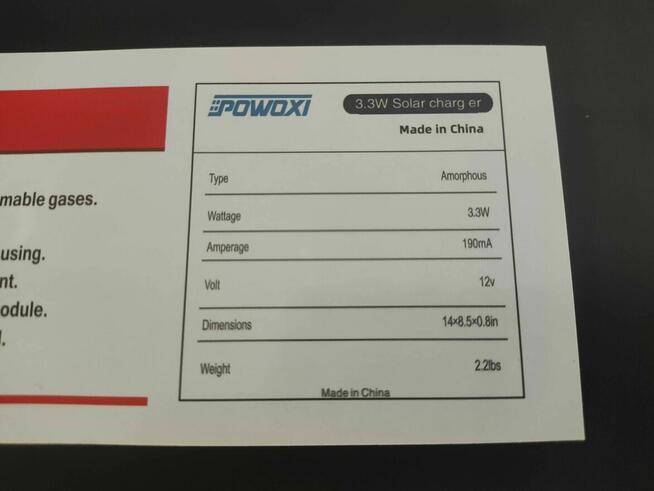 mable gases.
using.
nt.
odule.
.
POWOXI
3.3W Solar charg er
Made in China
Type Amorphous
Wattage 3.3W
Amperage 190mA
Volt 12v
Dimensions 14×8.5×0.8in
Weight 2.2lbs
Made in China